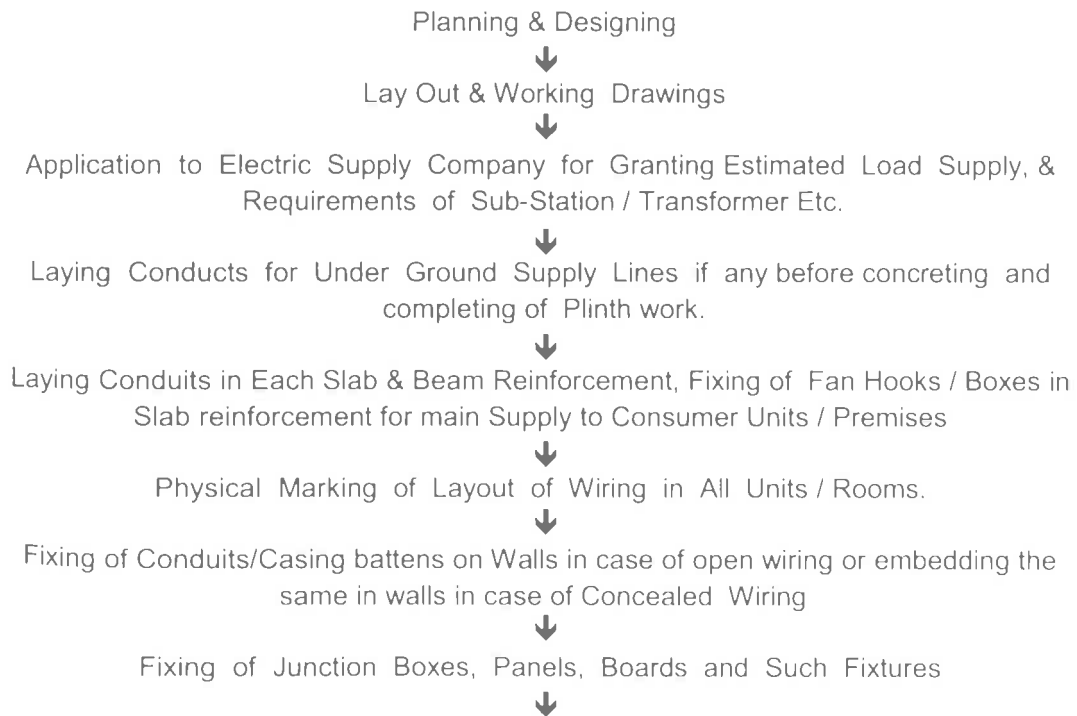 Planning & Designing
Lay Out & Working Drawings
Application to Electric Supply Company for Granting Estimated Load Supply, &
Requirements of Sub-Station / Transformer Etc.
Laying Conducts for Under Ground Supply Lines if any before concreting and
completing of Plinth work.
Laying Conduits in Each Slab & Beam Reinforcement, Fixing of Fan Hooks / Boxes in
Slab reinforcement for main Supply to Consumer Units / Premises
Physical Marking of Layout of Wiring in All Units / Rooms.
Fixing of Conduits/Casing battens on Walls in case of open wiring or embedding the
same in walls in case of Concealed Wiring
Fixing of Junction Boxes, Panels, Boards and Such Fixtures